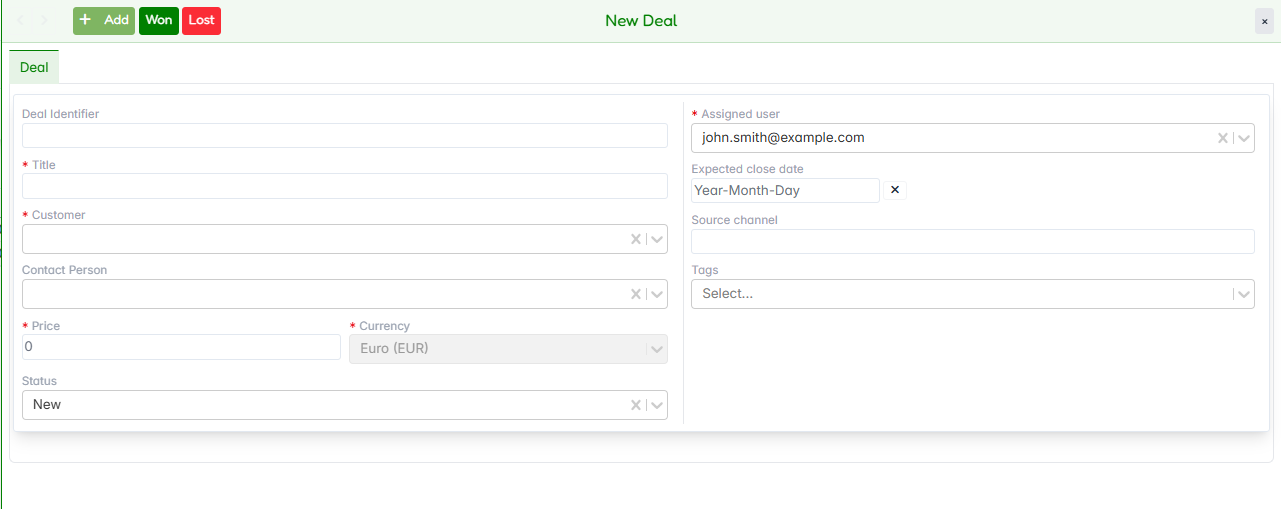 + Add Won Lost New Deal ×
Deal
Deal Identifier
* Title
* Customer
Contact Person
* Price * Currency
0 Euro (EUR)
Status
New
* Assigned user
john.smith@example.com
Expected close date
Year-Month-Day
Source channel
Tags
Select...